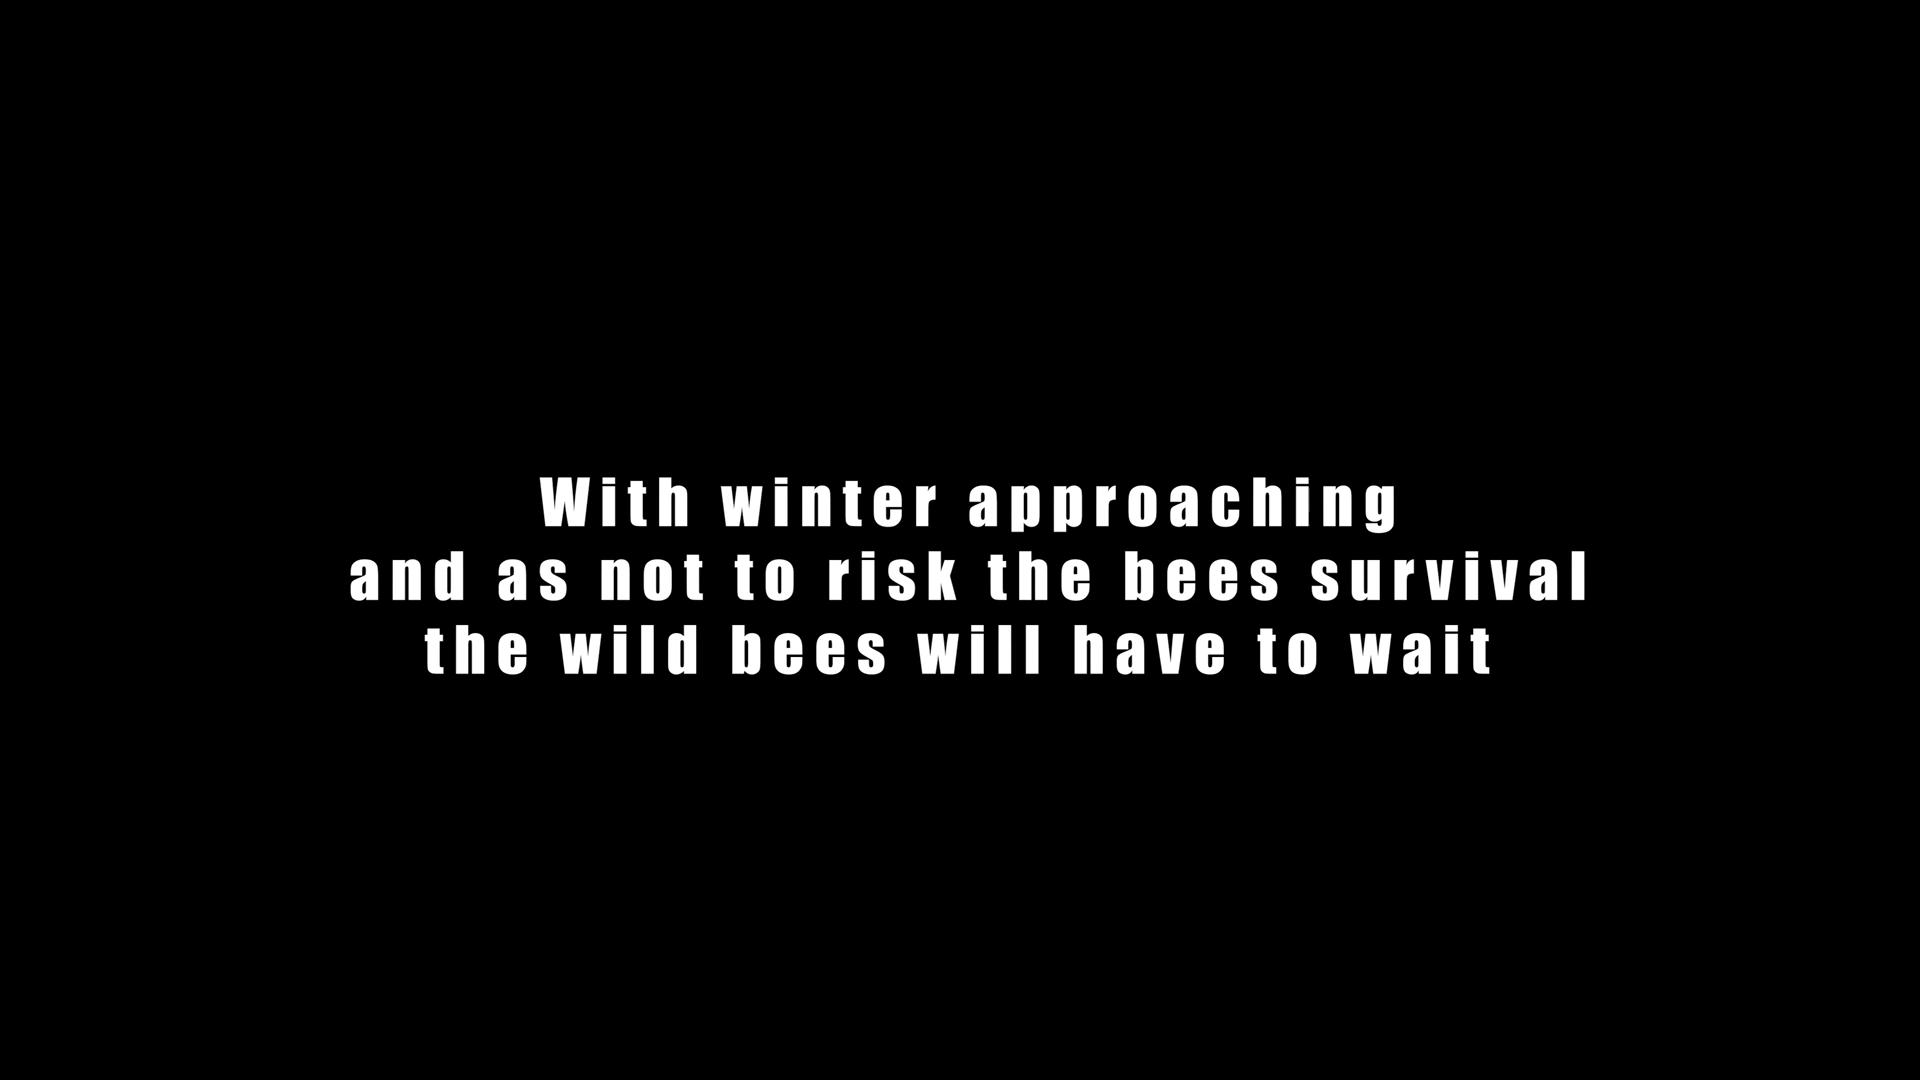 With winter approaching
and as not to risk the bees survival
the wild bees will have to wait